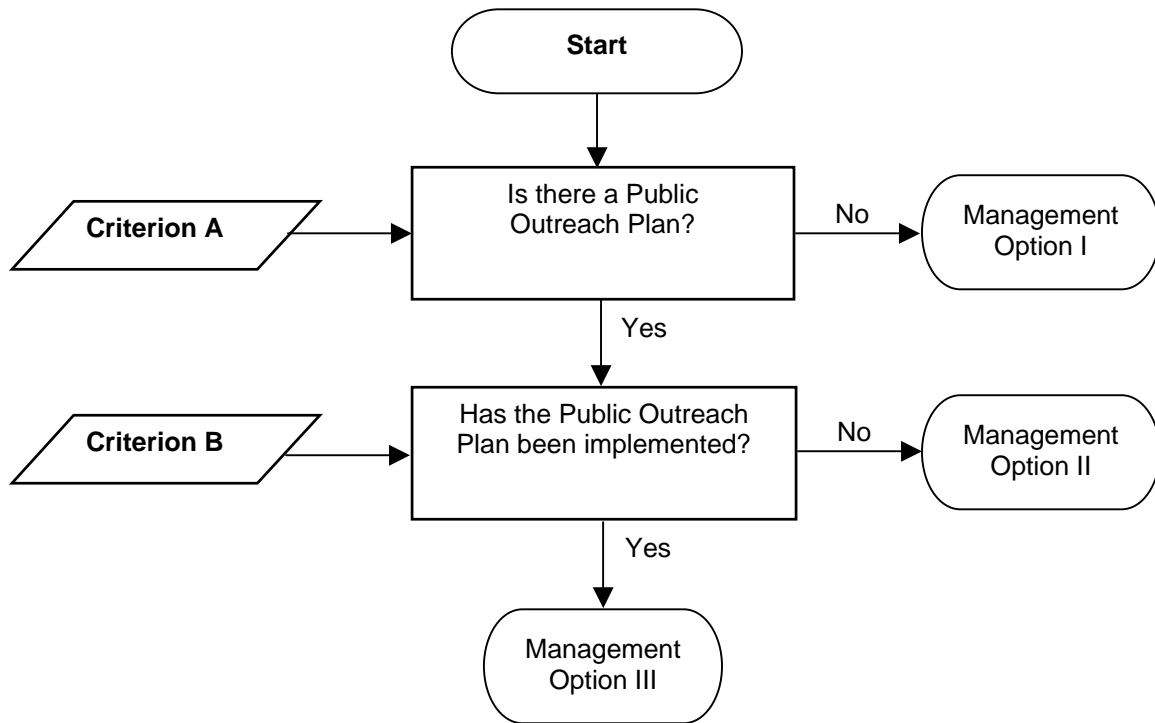 Start
Is there a Public
Outreach Plan?
Criterion A
No
Management
Option I
Yes
Has the Public Outreach
Plan been implemented?
Criterion B
No
Management
Option II
Yes
Management
Option III